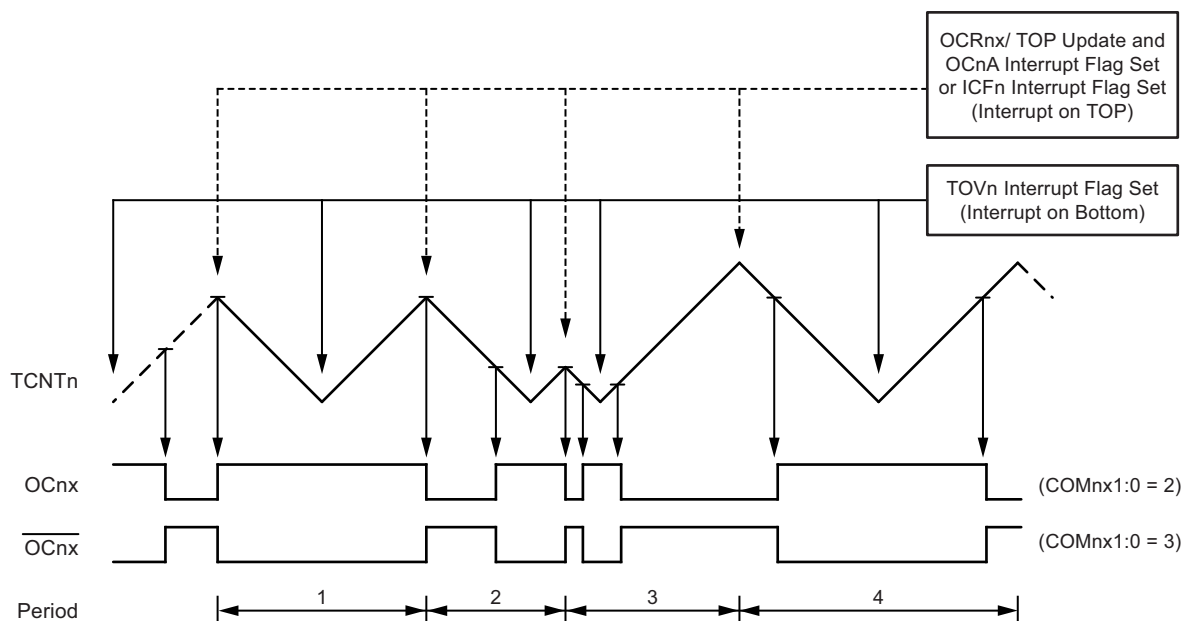 OCRnx/ TOP Update and
OCnA Interrupt Flag Set
or ICFn Interrupt Flag Set
(Interrupt on TOP)
TOVn Interrupt Flag Set
(Interrupt on Bottom)
TCNTn
OCnx
(COMnx1:0 = 2)
OCnx
(COMnx1:0 = 3)
Period
1
2
3
4